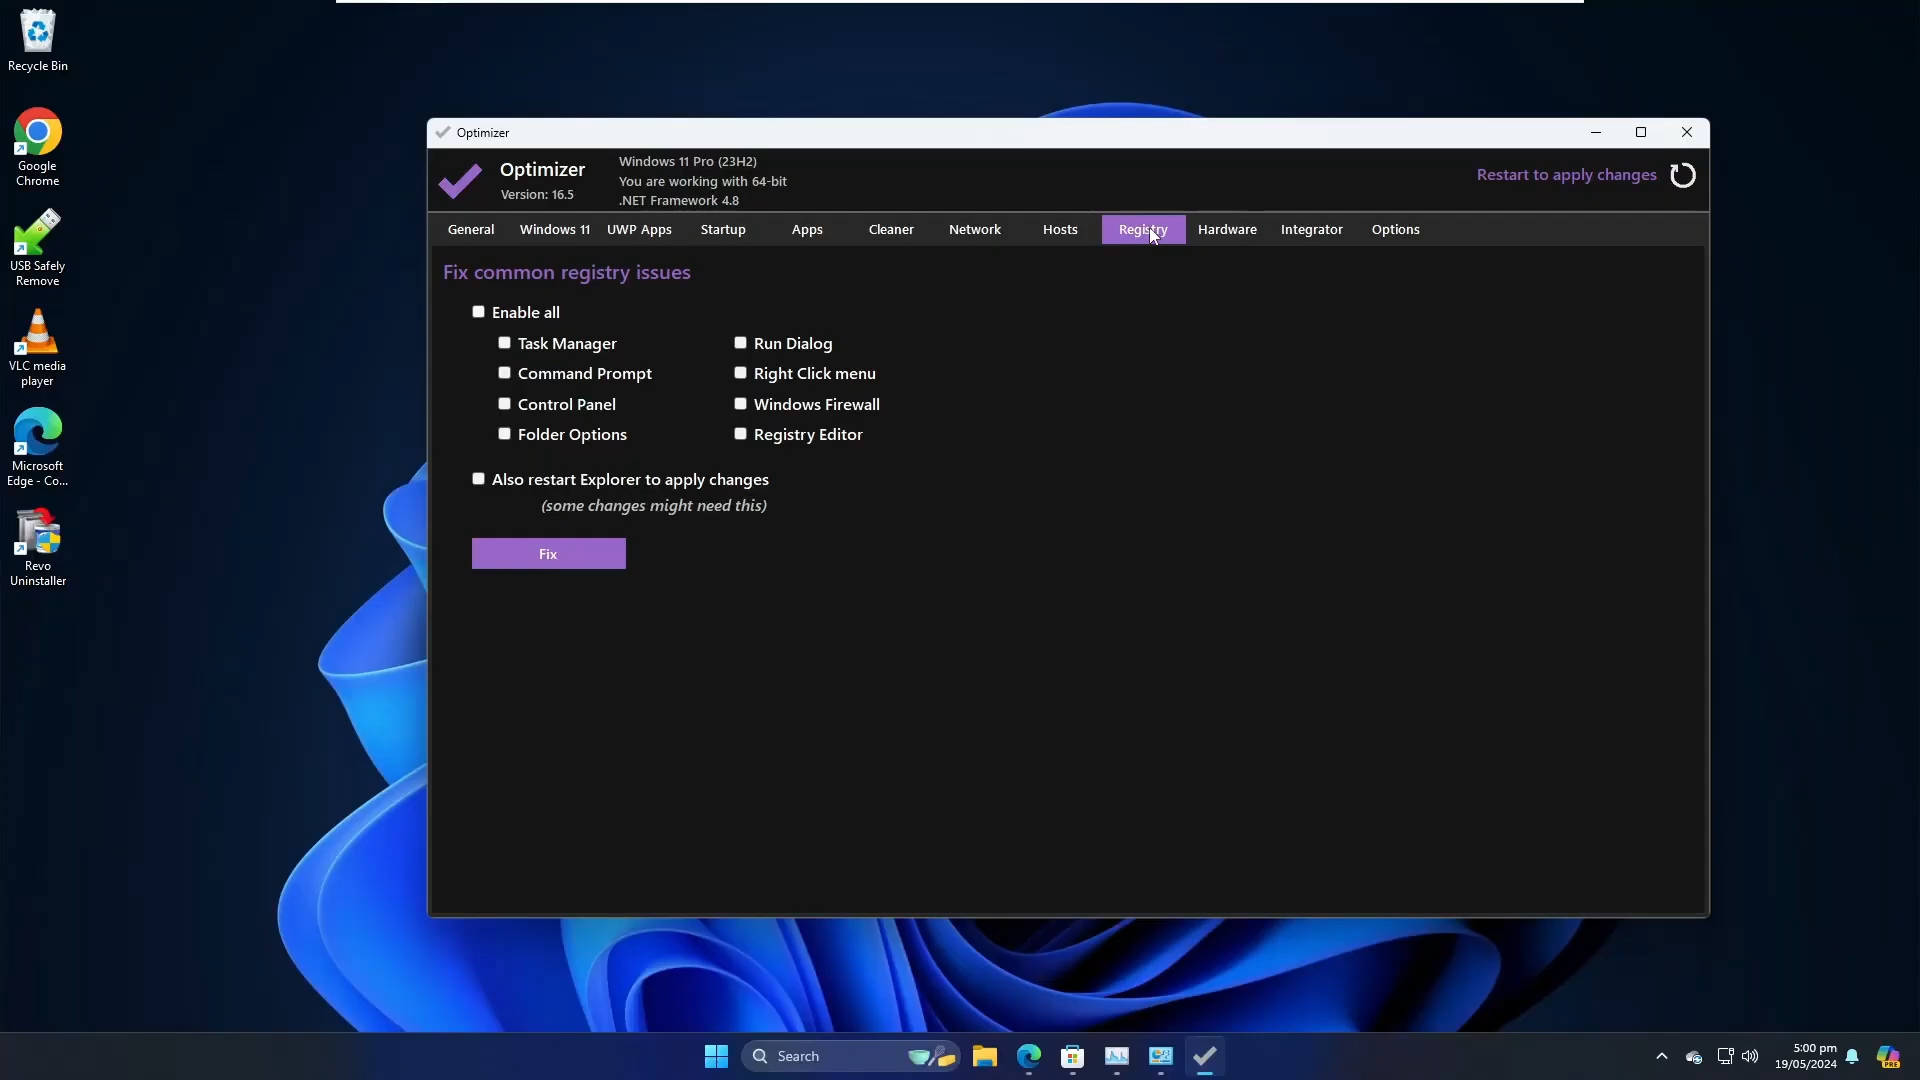 Recycle Bin
Google
Chrome
USB Safely
Remove
VLC media
player
Microsoft
Edge - Co...
Revo
Uninstaller
Optimizer
Optimizer
Version: 16.5
Windows 11 Pro (23H2)
You are working with 64-bit
.NET Framework 4.8
Restart to apply changes
General Windows 11 UWP Apps Startup Apps Cleaner Network Hosts Registry Hardware Integrator Options
Fix common registry issues
Enable all
Task Manager Run Dialog
Command Prompt Right Click menu
Control Panel Windows Firewall
Folder Options Registry Editor
Also restart Explorer to apply changes
(some changes might need this)
Fix
Search
5:00 pm
19/05/2024
PRE